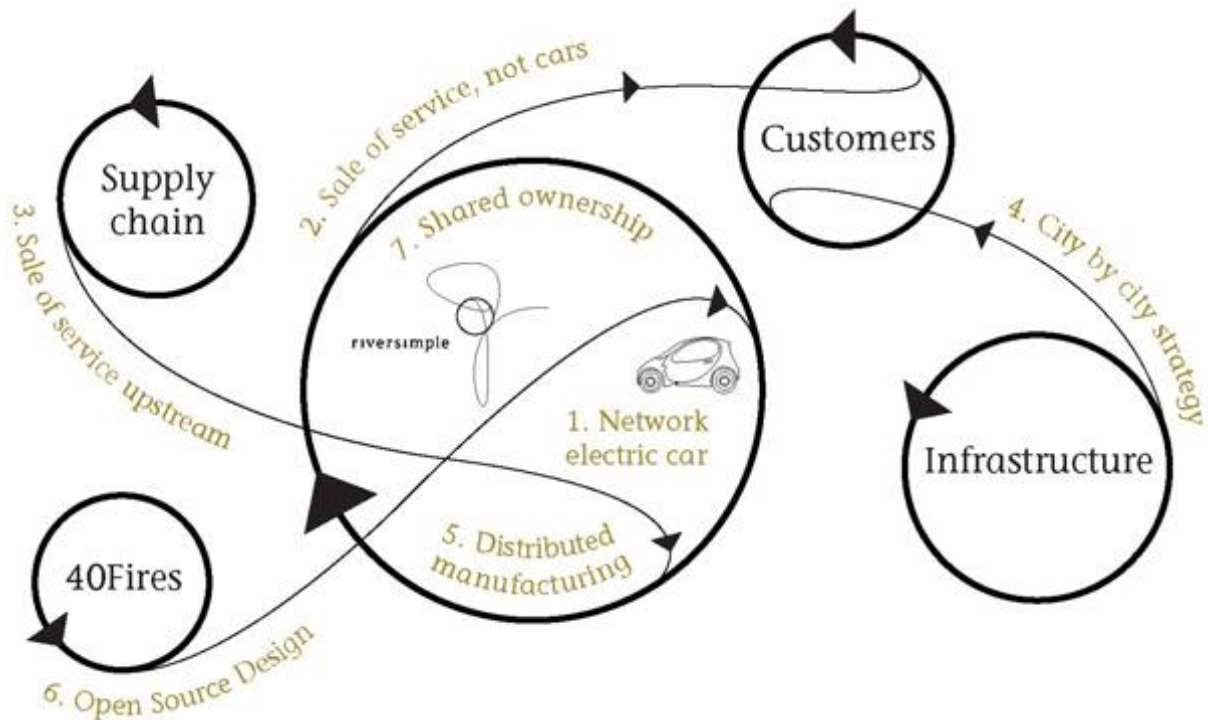 2. Sale of service, not cars
Customers
Supply
chain
7. Shared ownership
3. Sale of service upstream
4. City by city strategy
riversimple
1. Network
electric car
Infrastructure
5. Distributed
manufacturing
40Fires
6. Open Source Design